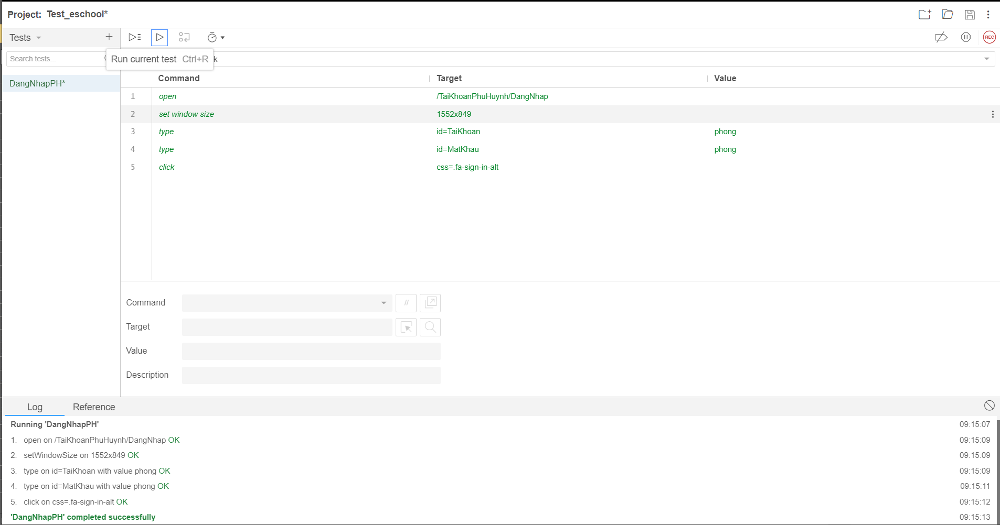 Project: Test_eschool*
Tests
REC
Search tests...
Run current test Ctrl+R
k
Command Target Value
DangNhapPH*
1 open /TaiKhoanPhuHuynh/DangNhap
2 set window size 1552x849
3 type id=TaiKhoan phong
4 type id=MatKhau phong
5 click css=.fa-sign-in-alt
Command //
Target
Value
Description
Log Reference
Running 'DangNhapPH' 09:15:07
1. open on /TaiKhoanPhuHuynh/DangNhap OK 09:15:09
2. setWindowSize on 1552x849 OK 09:15:09
3. type on id=TaiKhoan with value phong OK 09:15:09
4. type on id=MatKhau with value phong OK 09:15:11
5. click on css=.fa-sign-in-alt OK 09:15:12
'DangNhapPH' completed successfully 09:15:13